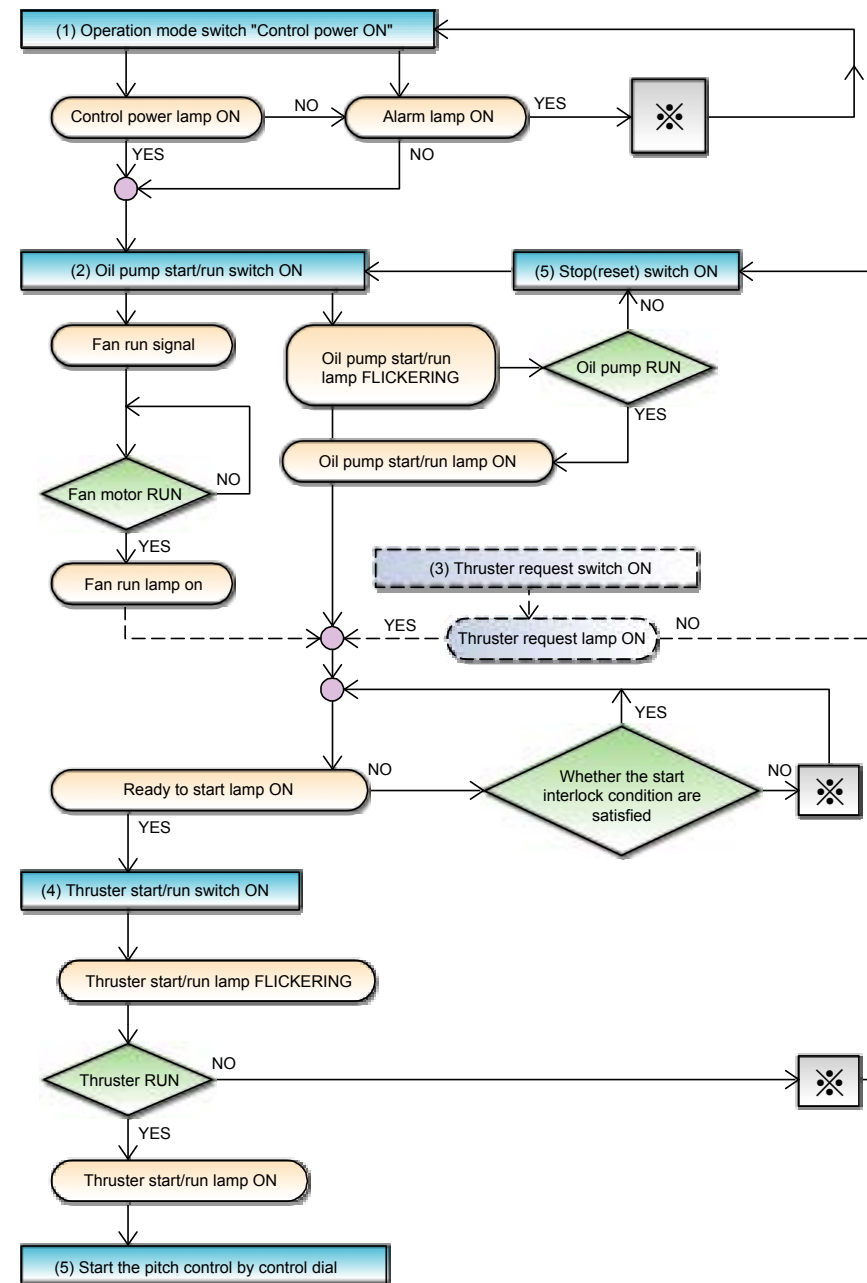 (1) Operation mode switch "Control power ON"
Control power lamp ON
NO
Alarm lamp ON
YES
※
YES
NO
(2) Oil pump start/run switch ON
(5) Stop(reset) switch ON
NO
Fan run signal
Oil pump start/run
lamp FLICKERING
Oil pump RUN
YES
Oil pump start/run lamp ON
Fan motor RUN
NO
YES
Fan run lamp on
(3) Thruster request switch ON
YES
Thruster request lamp ON
NO
YES
Ready to start lamp ON
NO
Whether the start
interlock condition are
satisfied
NO
※
YES
(4) Thruster start/run switch ON
Thruster start/run lamp FLICKERING
Thruster RUN
NO
※
YES
Thruster start/run lamp ON
(5) Start the pitch control by control dial